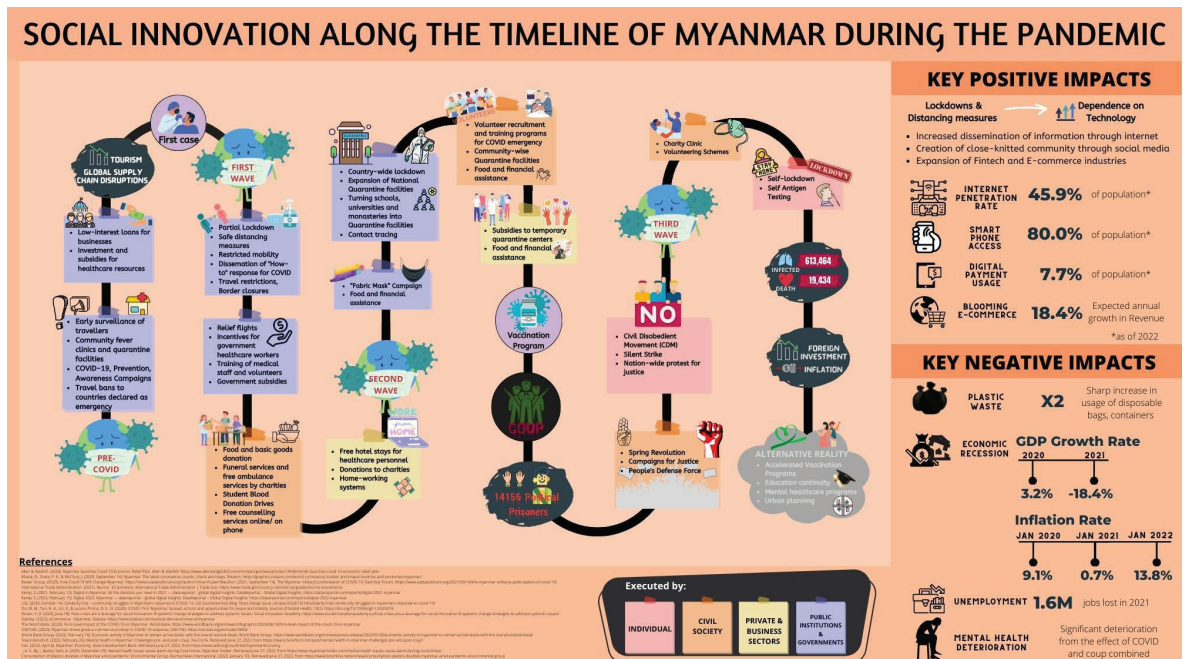 SOCIAL INNOVATION ALONG THE TIMELINE OF MYANMAR DURING THE PANDEMIC
PRE-
COVID
Early surveillance of
travellers
Community fever
clinics and quarantine
facilities
COVID-19, Prevention,
Awareness Campaigns
Travel bans to
countries declared as
emergency
Low-interest loans for
businesses
Investment and
subsidies for
healthcare resources
TOURISM
GLOBAL SUPPLY
CHAIN DISRUPTIONS
First case
FIRST
WAVE
Partial Lockdown
Safe distancing
measures
Restricted mobility
Dissemation of "How-
to" response for COVID
Travel restrictions,
Border closures
Relief flights
Incentives for
government
healthcare workers
Training of medical
staff and volunteers
Government subsidies
Food and basic goods
donation
Funeral services and
free ambulance
services by charities
Student Blood
Donation Drives
Free counselling
services online/ on
phone
WORK
from
HOME
Free hotel stays for
healthcare personnel
Donations to charities
Home-working
systems
SECOND
WAVE
"Fabric Mask" Campaign
Food and financial
assistance
Country-wide lockdown
Expansion of National
Quarantine facilities
Turning schools,
universities and
monasteries into
Quarantine facilities
Contact tracing
VOLUNTEERS
Volunteer recruitment
and training programs
for COVID emergency
Community-wise
Quarantine facilities
Food and financial
assistance
Subsidies to temporary
quarantine centers
Food and financial
assistance
Vaccination
Program
COUP
14156 Political
Prisoners
Spring Revolution
Campaigns for Justice
People's Defense Force
NO
Civil Disobedient
Movement (CDM)
Silent Strike
Nation-wide protest for
justice
THIRD
WAVE
Charity Clinic
Volunteering Schemes
STAY
HOME
LOCKDOWN
Self-lockdown
Self Antigen
Testing
INFECTED
613,464
DEATH
19,434
FOREIGN
INVESTMENT
INFLATION
ALTERNATIVE REALITY
Accelerated Vaccination
Programs
Education continuity
Mental healthcare programs
Urban planning
KEY POSITIVE IMPACTS
Lockdowns &
Distancing measures
Dependence on
Technology
Increased dissemination of information through internet
Creation of close-knitted community through social media
Expansion of Fintech and E-commerce industries
INTERNET
PENETRATION
RATE
45.9%
of population*
SMART
PHONE
ACCESS
80.0%
of population*
DIGITAL
PAYMENT
USAGE
7.7%
of population*
BLOOMING
E-COMMERCE
18.4%
Expected annual
growth in Revenue
*as of 2022
KEY NEGATIVE IMPACTS
PLASTIC
WASTE
X2
Sharp increase in
usage of disposable
bags, containers
ECONOMIC
RECESSION
GDP Growth Rate
2020 2021
3.2% -18.4%
Inflation Rate
JAN 2020 JAN 2021 JAN 2022
9.1% 0.7% 13.8%
UNEMPLOYMENT
1.6M
jobs lost in 2021
MENTAL HEALTH
DETERIORATION
Significant deterioration
from the effect of COVID
and coup combined
References
Executed by:
INDIVIDUAL
CIVIL
SOCIETY
PRIVATE &
BUSINESS
SECTORS
PUBLIC
INSTITUTIONS
&
GOVERNMENTS